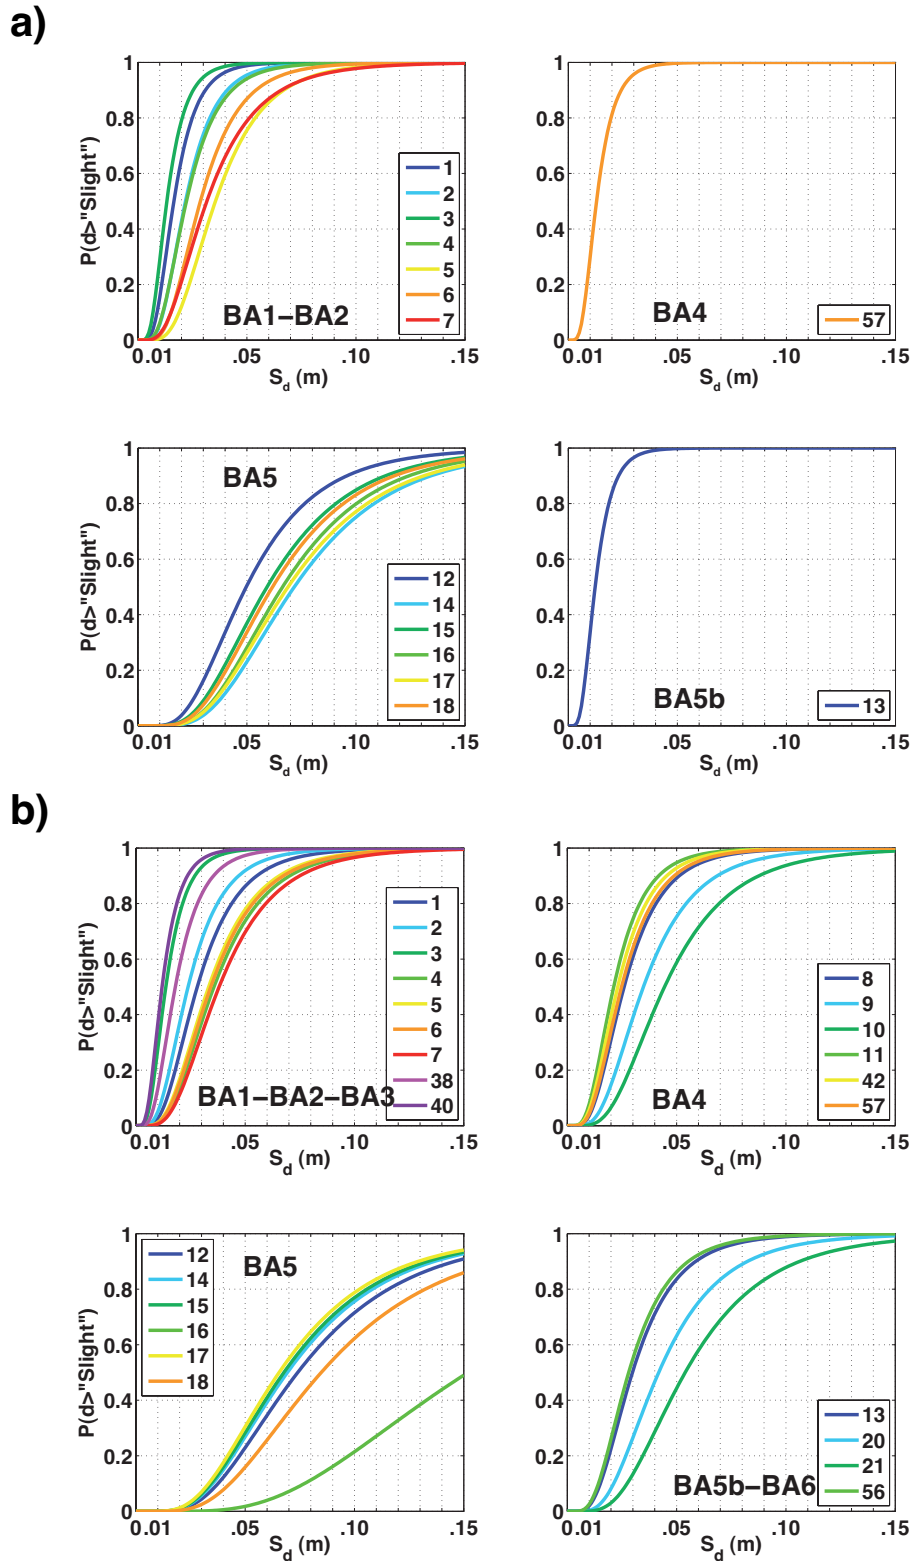 a)
1
0.8
0.6
0.4
0.2
0
P(d>"Slight")
1
2
3
4
5
6
7
BA1−BA2
0.01 .05 .10 .15
S_d (m)
1
0.8
0.6
0.4
0.2
0
BA4
57
0.01 .05 .10 .15
S_d (m)
1
0.8
0.6
0.4
0.2
0
P(d>"Slight")
BA5
12
14
15
16
17
18
0.01 .05 .10 .15
S_d (m)
1
0.8
0.6
0.4
0.2
0
BA5b
13
0.01 .05 .10 .15
S_d (m)
b)
1
0.8
0.6
0.4
0.2
0
P(d>"Slight")
1
2
3
4
5
6
7
38
40
BA1−BA2−BA3
0.01 .05 .10 .15
S_d (m)
1
0.8
0.6
0.4
0.2
0
8
9
10
11
42
57
BA4
0.01 .05 .10 .15
S_d (m)
1
0.8
0.6
0.4
0.2
0
P(d>"Slight")
12
14
15
16
17
18
BA5
0.01 .05 .10 .15
S_d (m)
1
0.8
0.6
0.4
0.2
0
13
20
21
56
BA5b−BA6
0.01 .05 .10 .15
S_d (m)